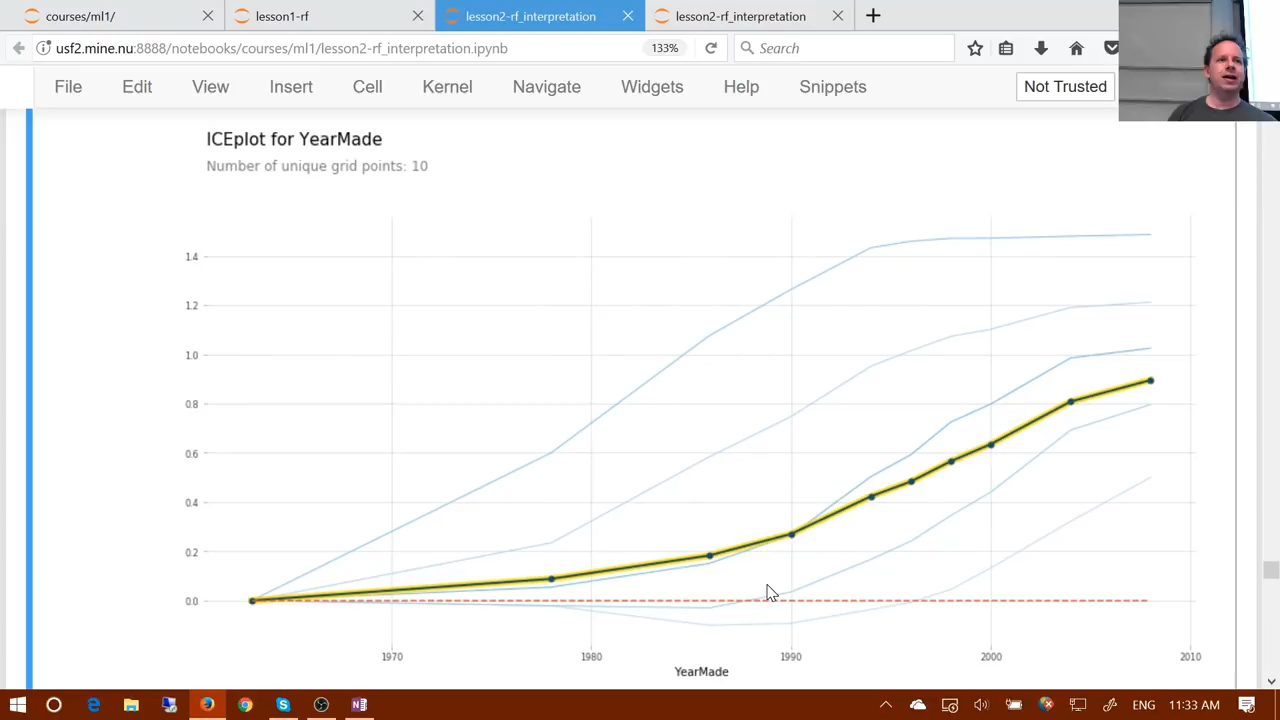 courses/ml1/
lesson1-rf
lesson2-rf_interpretation
lesson2-rf_interpretation
usf2.mine.nu:8888/notebooks/courses/ml1/lesson2-rf_interpretation.ipynb
133%
Search
File
Edit
View
Insert
Cell
Kernel
Navigate
Widgets
Help
Snippets
Not Trusted
ICEplot for YearMade
Number of unique grid points: 10
1.4
1.2
1.0
0.8
0.6
0.4
0.2
0.0
1970
1980
1990
2000
2010
YearMade
ENG
11:33 AM